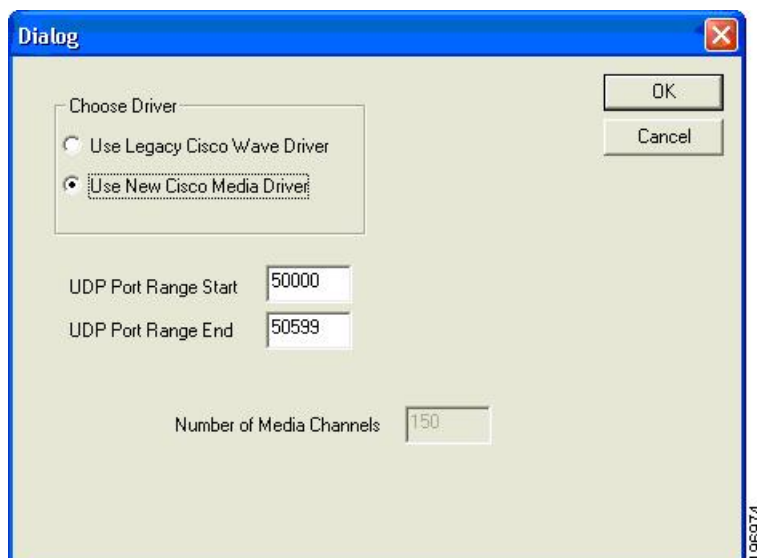 Dialog
OK
Cancel
Choose Driver
Use Legacy Cisco Wave Driver
Use New Cisco Media Driver
UDP Port Range Start 50000
UDP Port Range End 50599
Number of Media Channels 150
196974